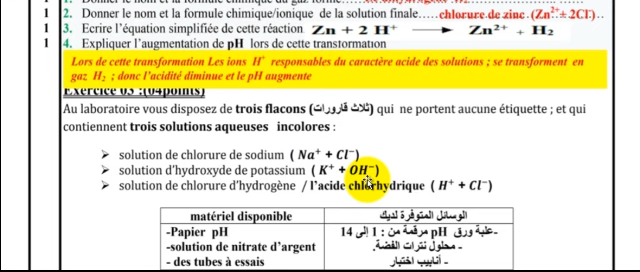 1 2. Donner le nom et la formule chimique/ionique de la solution finale.....chlorure de zinc.(Zn²⁺+ 2Cl⁻)..
1 3. Ecrire l'équation simplifiée de cette réaction Zn + 2 H⁺ ⟶ Zn²⁺ + H₂
1 4. Expliquer l'augmentation de pH lors de cette transformation
Lors de cette transformation Les ions H⁺ responsables du caractère acide des solutions ; se transforment en
gaz H₂ ; donc l'acidité diminue et le pH augmente
Exercice 03 :(04points)
Au laboratoire vous disposez de trois flacons (ثلاث قارورات) qui ne portent aucune étiquette ; et qui
contiennent trois solutions aqueuses incolores :
➢ solution de chlorure de sodium ( Na⁺ + Cl⁻)
➢ solution d'hydroxyde de potassium ( K⁺ + OH⁻)
➢ solution de chlorure d'hydrogène / l'acide chlorhydrique ( H⁺ + Cl⁻)
matériel disponible الوسائل المتوفرة لديك
-Papier pH -علبة ورق pH مرقمة من : 1 إلى 14
-solution de nitrate d'argent - محلول نترات الفضة.
- des tubes à essais - أنابيب اختبار